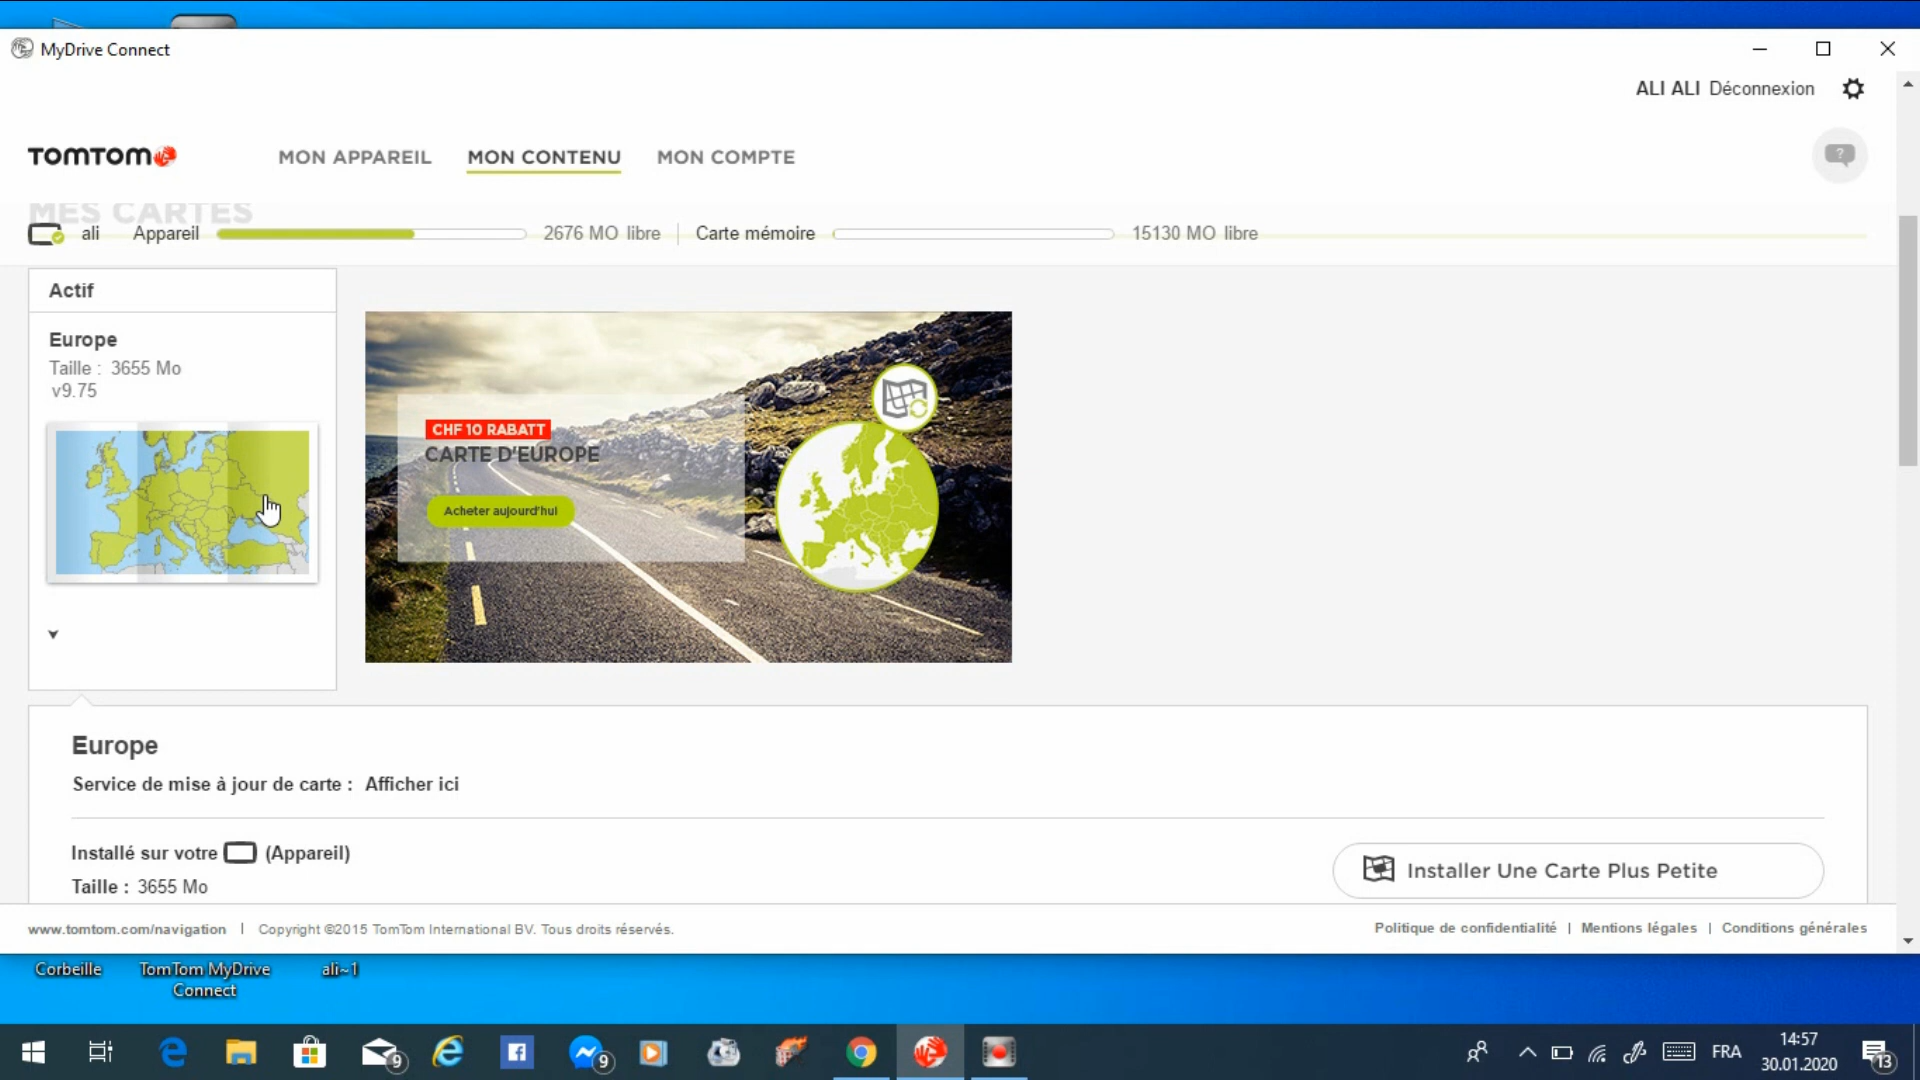 MyDrive Connect
ALI ALI Déconnexion
TOMTOM
MON APPAREIL
MON CONTENU
MON COMPTE
?
MES CARTES
ali
Appareil
2676 MO libre
Carte mémoire
15130 MO libre
Actif
Europe
Taille : 3655 Mo
v9.75
CHF 10 RABATT
CARTE D'EUROPE
Acheter aujourd'hui
Europe
Service de mise à jour de carte : Afficher ici
Installé sur votre (Appareil)
Taille : 3655 Mo
Installer Une Carte Plus Petite
www.tomtom.com/navigation | Copyright ©2015 TomTom International BV. Tous droits réservés.
Politique de confidentialité | Mentions légales | Conditions générales
Corbeille
TomTom MyDrive
Connect
ali~1
9
9
FRA
14:57
30.01.2020
13